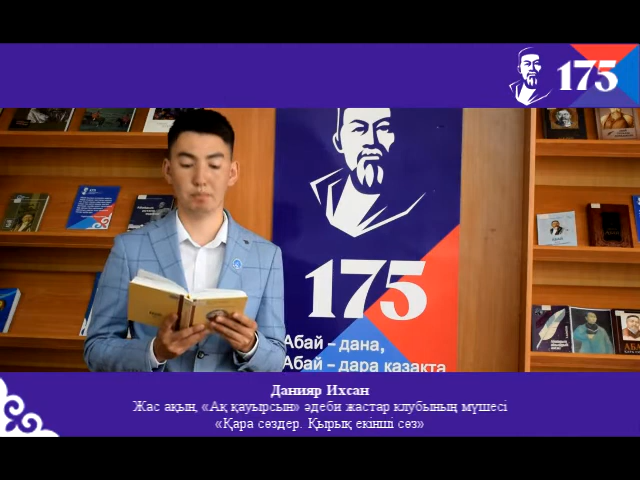 175
175
Абай – дана,
Абай – дара қазақта
Данияр Ихсан
Жас ақын, «Ақ қауырсын» әдеби жастар клубының мүшесі
«Қара сөздер. Қырық екінші сөз»